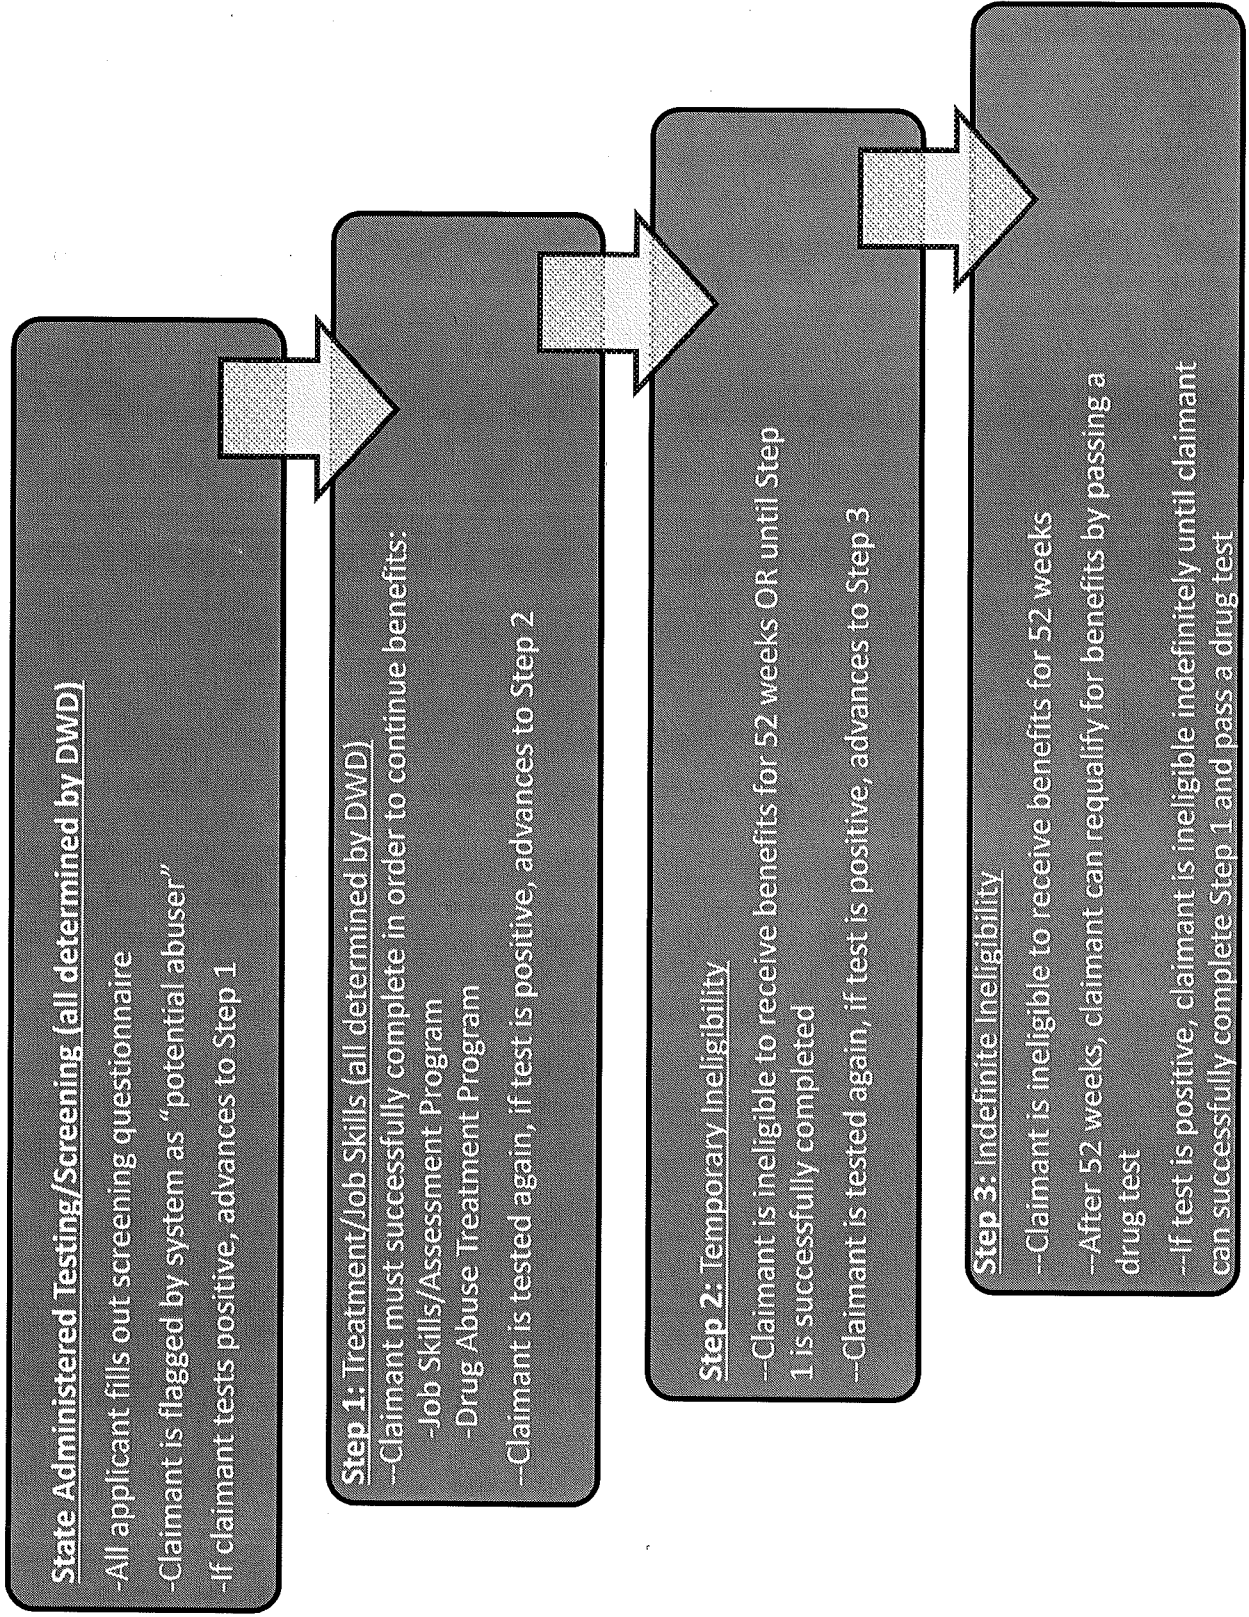 State Administered Testing/Screening (all determined by DWD)
-All applicant fills out screening questionnaire
-Claimant is flagged by system as “potential abuser”
-If claimant tests positive, advances to Step 1
Step 1: Treatment/Job Skills (all determined by DWD)
--Claimant must successfully complete in order to continue benefits:
-Job Skills/Assessment Program
-Drug Abuse Treatment Program
--Claimant is tested again, if test is positive, advances to Step 2
Step 2: Temporary Ineligibility
--Claimant is ineligible to receive benefits for 52 weeks OR until Step
1 is successfully completed
--Claimant is tested again, if test is positive, advances to Step 3
Step 3: Indefinite Ineligibility
--Claimant is ineligible to receive benefits for 52 weeks
--After 52 weeks, claimant can requalify for benefits by passing a
drug test
--If test is positive, claimant is ineligible indefinitely until claimant
can successfully complete Step 1 and pass a drug test